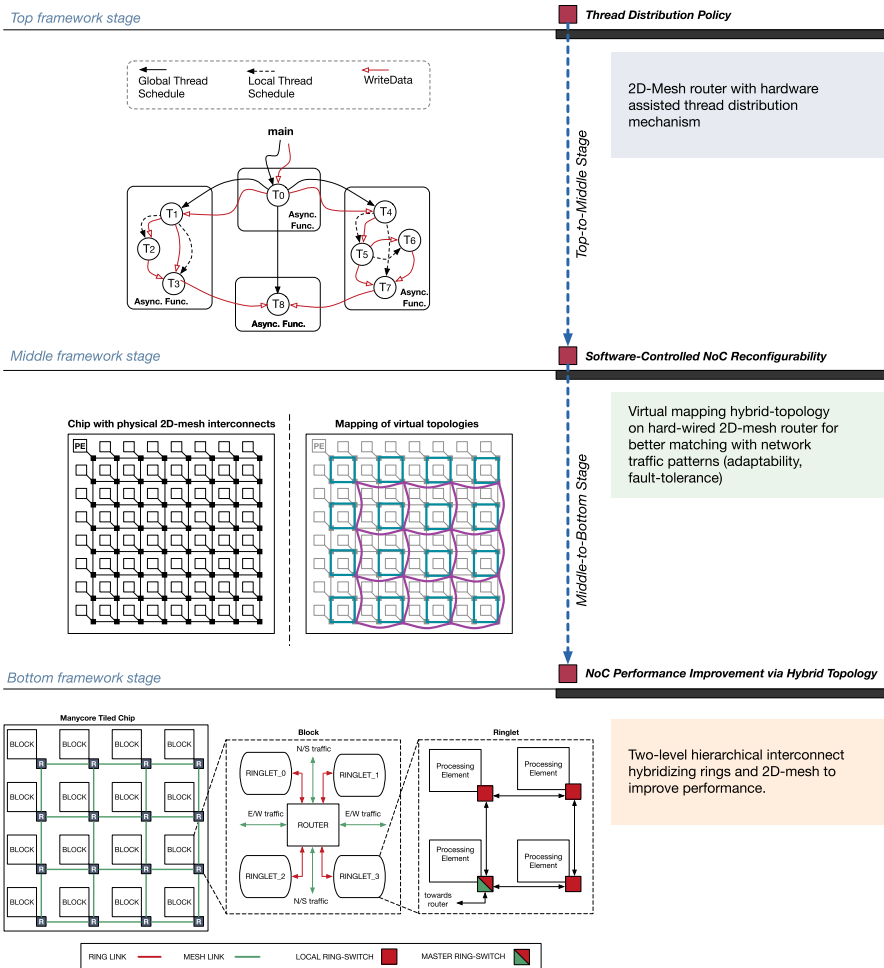 Top framework stage
Thread Distribution Policy
Global Thread
Schedule
Local Thread
Schedule
WriteData
2D-Mesh router with hardware
assisted thread distribution
mechanism
main
T0
Async.
Func.
T1
T2
T3
Async. Func.
T4
T5
T6
T7
Async.
Func.
T8
Async. Func.
Top-to-Middle Stage
Middle framework stage
Software-Controlled NoC Reconfigurability
Chip with physical 2D-mesh interconnects
PE
Mapping of virtual topologies
PE
Virtual mapping hybrid-topology
on hard-wired 2D-mesh router for
better matching with network
traffic patterns (adaptability,
fault-tolerance)
Middle-to-Bottom Stage
Bottom framework stage
NoC Performance Improvement via Hybrid Topology
Manycore Tiled Chip
BLOCK BLOCK BLOCK BLOCK
R R R R
BLOCK BLOCK BLOCK BLOCK
R R R R
BLOCK BLOCK BLOCK BLOCK
R R R R
BLOCK BLOCK BLOCK BLOCK
R R R R
Block
N/S traffic
RINGLET_0
RINGLET_1
E/W traffic
ROUTER
E/W traffic
RINGLET_2
RINGLET_3
N/S traffic
Ringlet
Processing
Element
Processing
Element
Processing
Element
Processing
Element
towards
router
Two-level hierarchical interconnect
hybridizing rings and 2D-mesh to
improve performance.
RING LINK
MESH LINK
LOCAL RING-SWITCH
MASTER RING-SWITCH